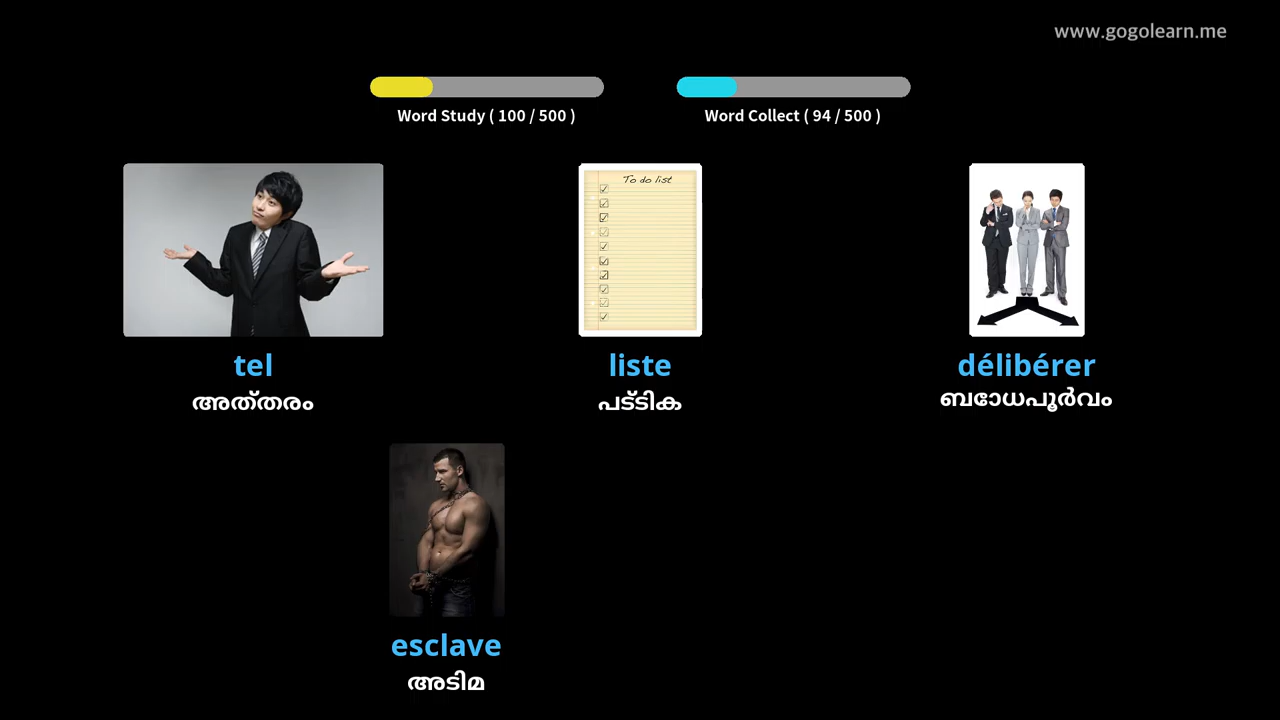 www.gogolearn.me
Word Study ( 100 / 500 )
Word Collect ( 94 / 500 )
To do list
tel
liste
délibérer
അത്തരം
പട്ടിക
ബോധപൂർവം
esclave
അടിമ